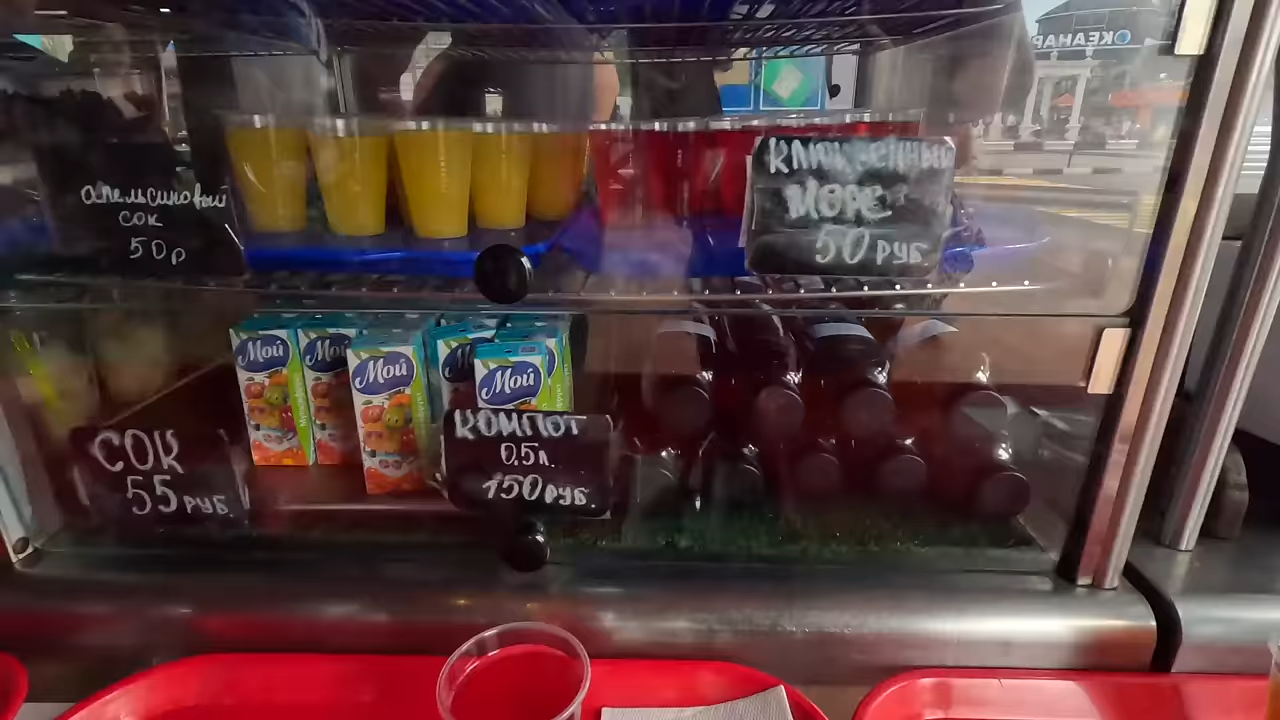 апельсиновый
сок
50р
КЛЮКВЕННЫЙ
МОРС
50 РУБ
Мой
Мой
Мой
Мой
КОМПОТ
0,5л.
150 РУБ
СОК
55 РУБ.
ОКЕАНАР